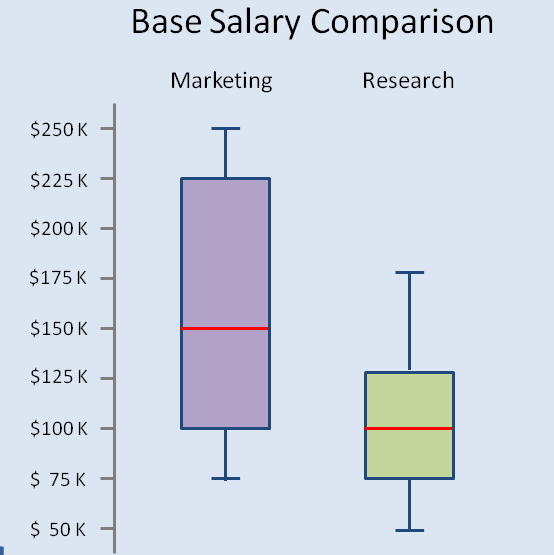 Base Salary Comparison
Marketing Research
$250 K
$225 K
$200 K
$175 K
$150 K
$125 K
$100 K
$ 75 K
$ 50 K